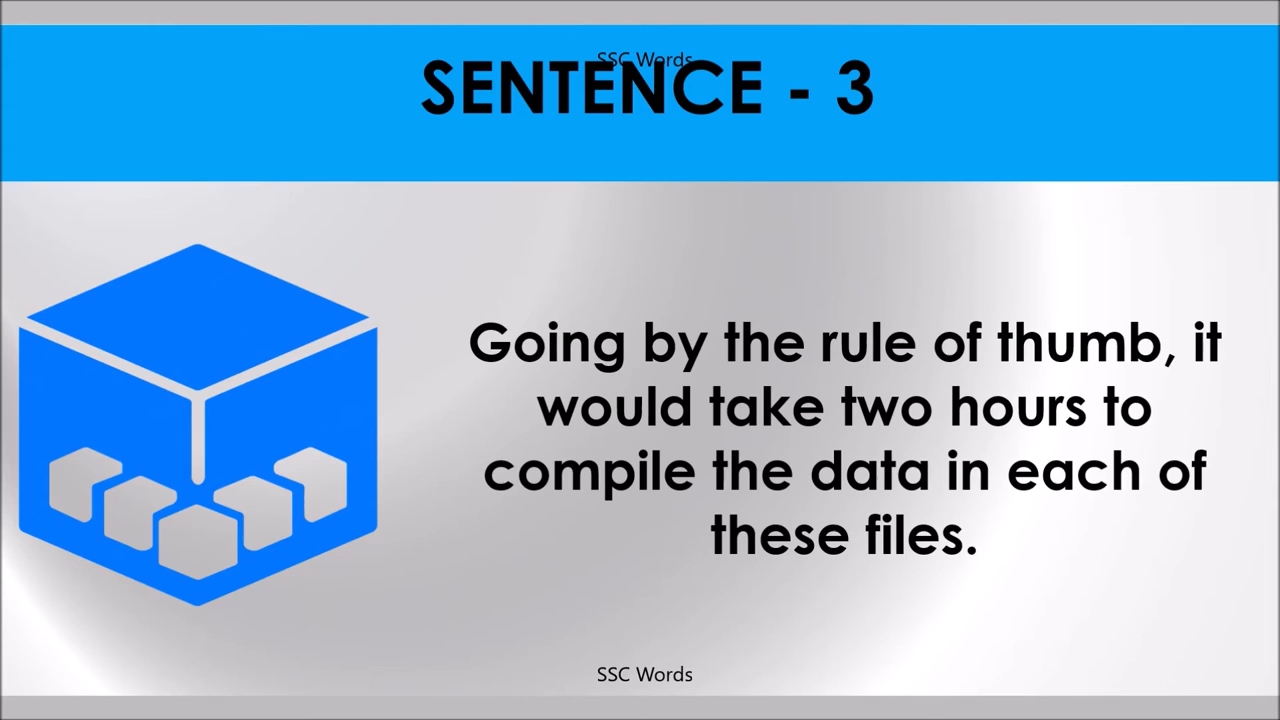 SSC Words
SENTENCE - 3
Going by the rule of thumb, it
would take two hours to
compile the data in each of
these files.
SSC Words